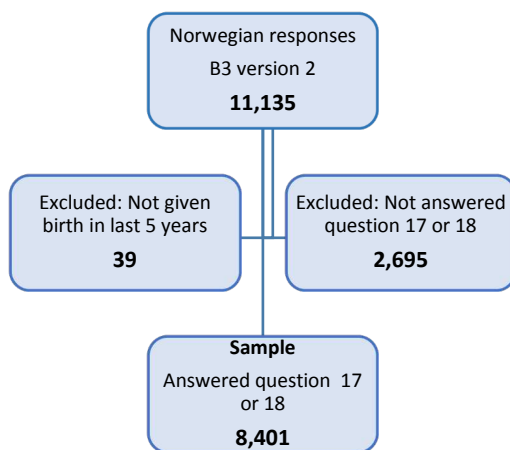 Norwegian responses
B3 version 2
11,135
Excluded: Not given
birth in last 5 years
39
Excluded: Not answered
question 17 or 18
2,695
Sample
Answered question 17
or 18
8,401